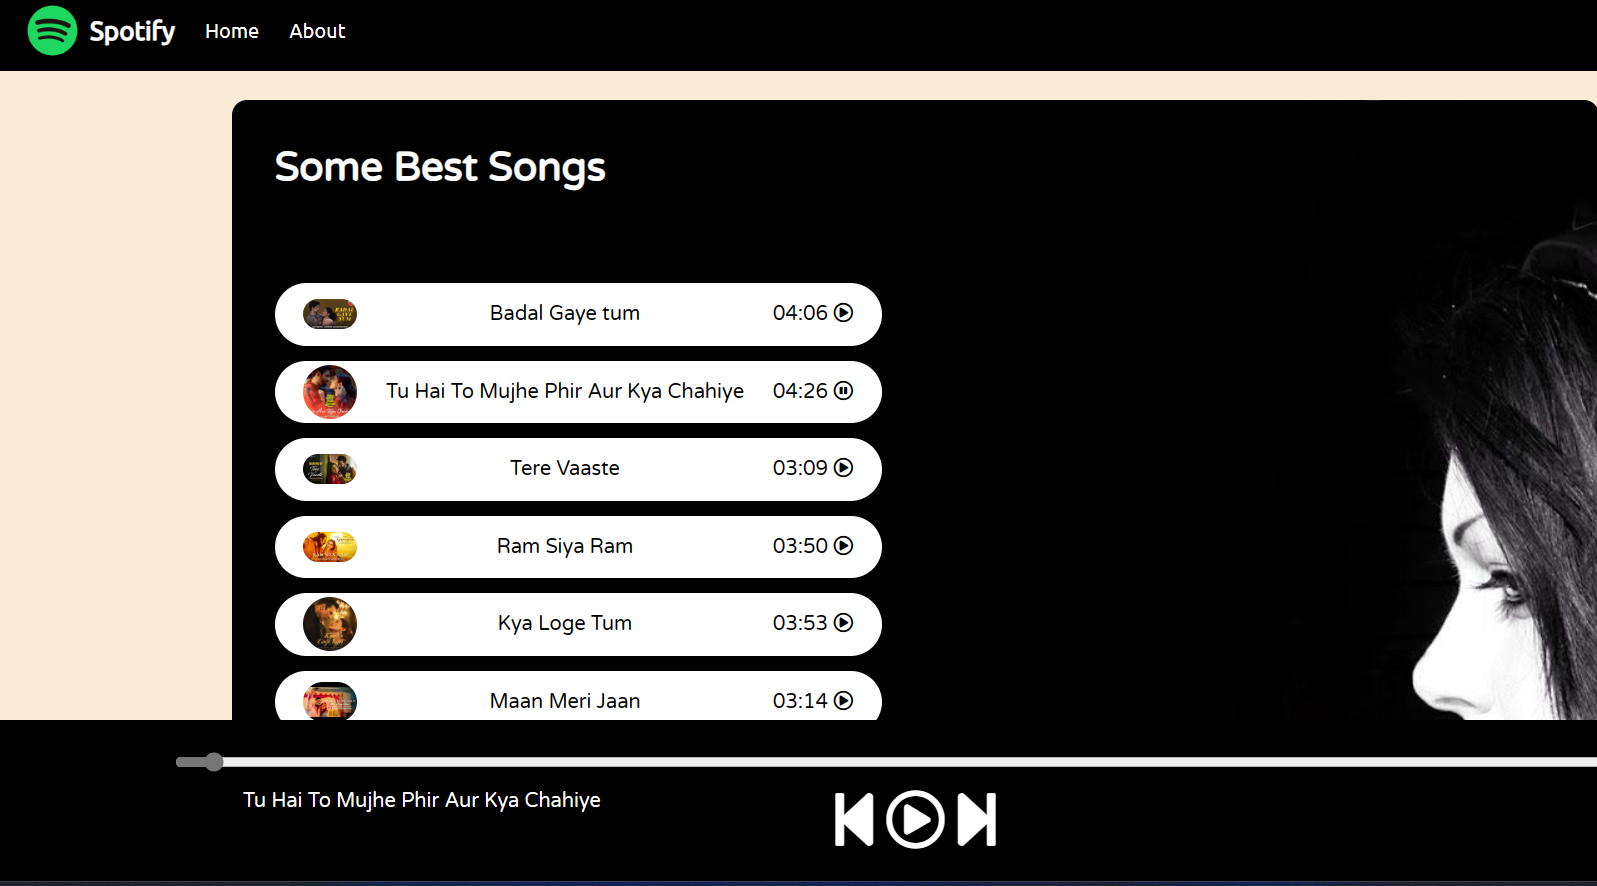 Spotify Home About
Some Best Songs
Badal Gaye tum 04:06
Tu Hai To Mujhe Phir Aur Kya Chahiye 04:26
Tere Vaaste 03:09
Ram Siya Ram 03:50
Kya Loge Tum 03:53
Maan Meri Jaan 03:14
Tu Hai To Mujhe Phir Aur Kya Chahiye